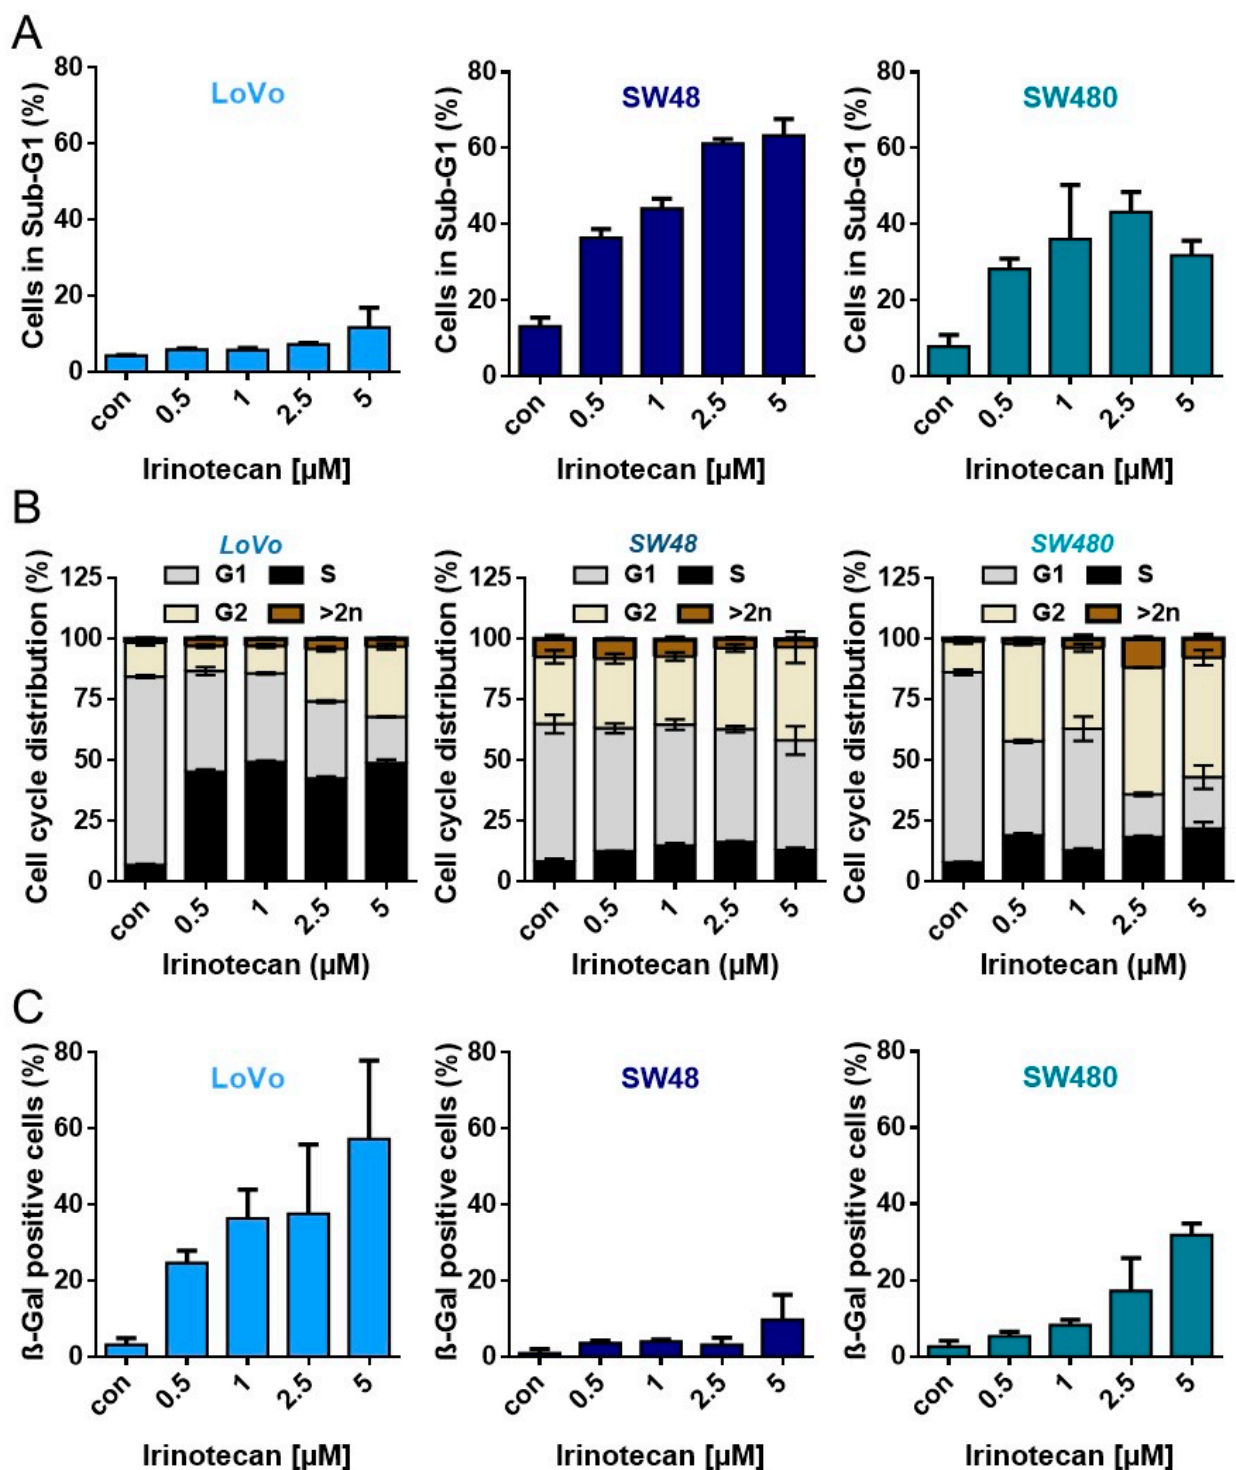 A
LoVo
Cells in Sub-G1 (%)
80
60
40
20
0
con 0.5 1 2.5 5
Irinotecan [µM]
SW48
Cells in Sub-G1 (%)
80
60
40
20
0
con 0.5 1 2.5 5
Irinotecan [µM]
SW480
Cells in Sub-G1 (%)
80
60
40
20
0
con 0.5 1 2.5 5
Irinotecan [µM]
B
LoVo
G1 S
G2 >2n
Cell cycle distribution (%)
125
100
75
50
25
0
con 0.5 1 2.5 5
Irinotecan (µM)
SW48
G1 S
G2 >2n
Cell cycle distribution (%)
125
100
75
50
25
0
con 0.5 1 2.5 5
Irinotecan (µM)
SW480
G1 S
G2 >2n
Cell cycle distribution (%)
125
100
75
50
25
0
con 0.5 1 2.5 5
Irinotecan (µM)
C
LoVo
ß-Gal positive cells (%)
80
60
40
20
0
con 0.5 1 2.5 5
Irinotecan [µM]
SW48
ß-Gal positive cells (%)
80
60
40
20
0
con 0.5 1 2.5 5
Irinotecan [µM]
SW480
ß-Gal positive cells (%)
80
60
40
20
0
con 0.5 1 2.5 5
Irinotecan [µM]